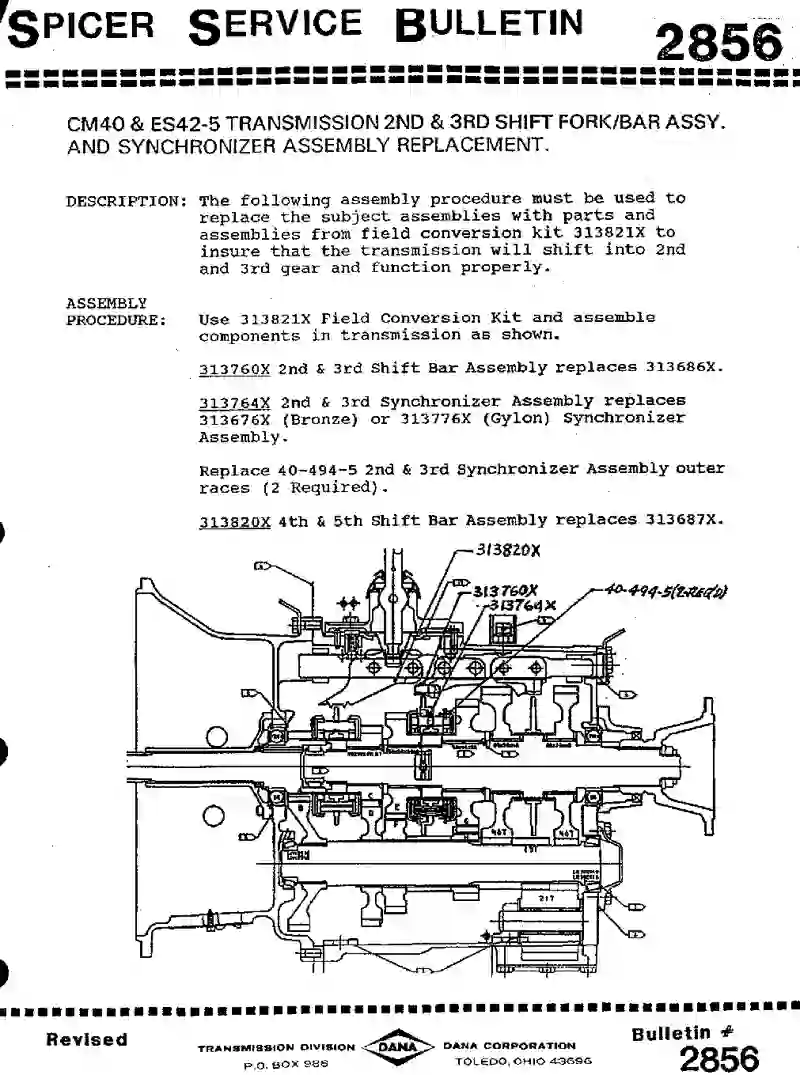 SPICER SERVICE BULLETIN
2856
CM40 & ES42-5 TRANSMISSION 2ND & 3RD SHIFT FORK/BAR ASSY.
AND SYNCHRONIZER ASSEMBLY REPLACEMENT.
DESCRIPTION: The following assembly procedure must be used to
replace the subject assemblies with parts and
assemblies from field conversion kit 313821X to
insure that the transmission will shift into 2nd
and 3rd gear and function properly.
ASSEMBLY
PROCEDURE: Use 313821X Field Conversion Kit and assemble
components in transmission as shown.
313760X 2nd & 3rd Shift Bar Assembly replaces 313686X.
313764X 2nd & 3rd Synchronizer Assembly replaces
313676X (Bronze) or 313776X (Gylon) Synchronizer
Assembly.
Replace 40-494-5 2nd & 3rd Synchronizer Assembly outer
races (2 Required).
313820X 4th & 5th Shift Bar Assembly replaces 313687X.
313820X
313760X
313764X
40-494-5(2-REQ'D)
B
C
D
E
F
G
46T
46T
19T
21T
Revised
TRANSMISSION DIVISION
P.O. BOX 986
DANA
DANA CORPORATION
TOLEDO, OHIO 43696
Bulletin #
2856